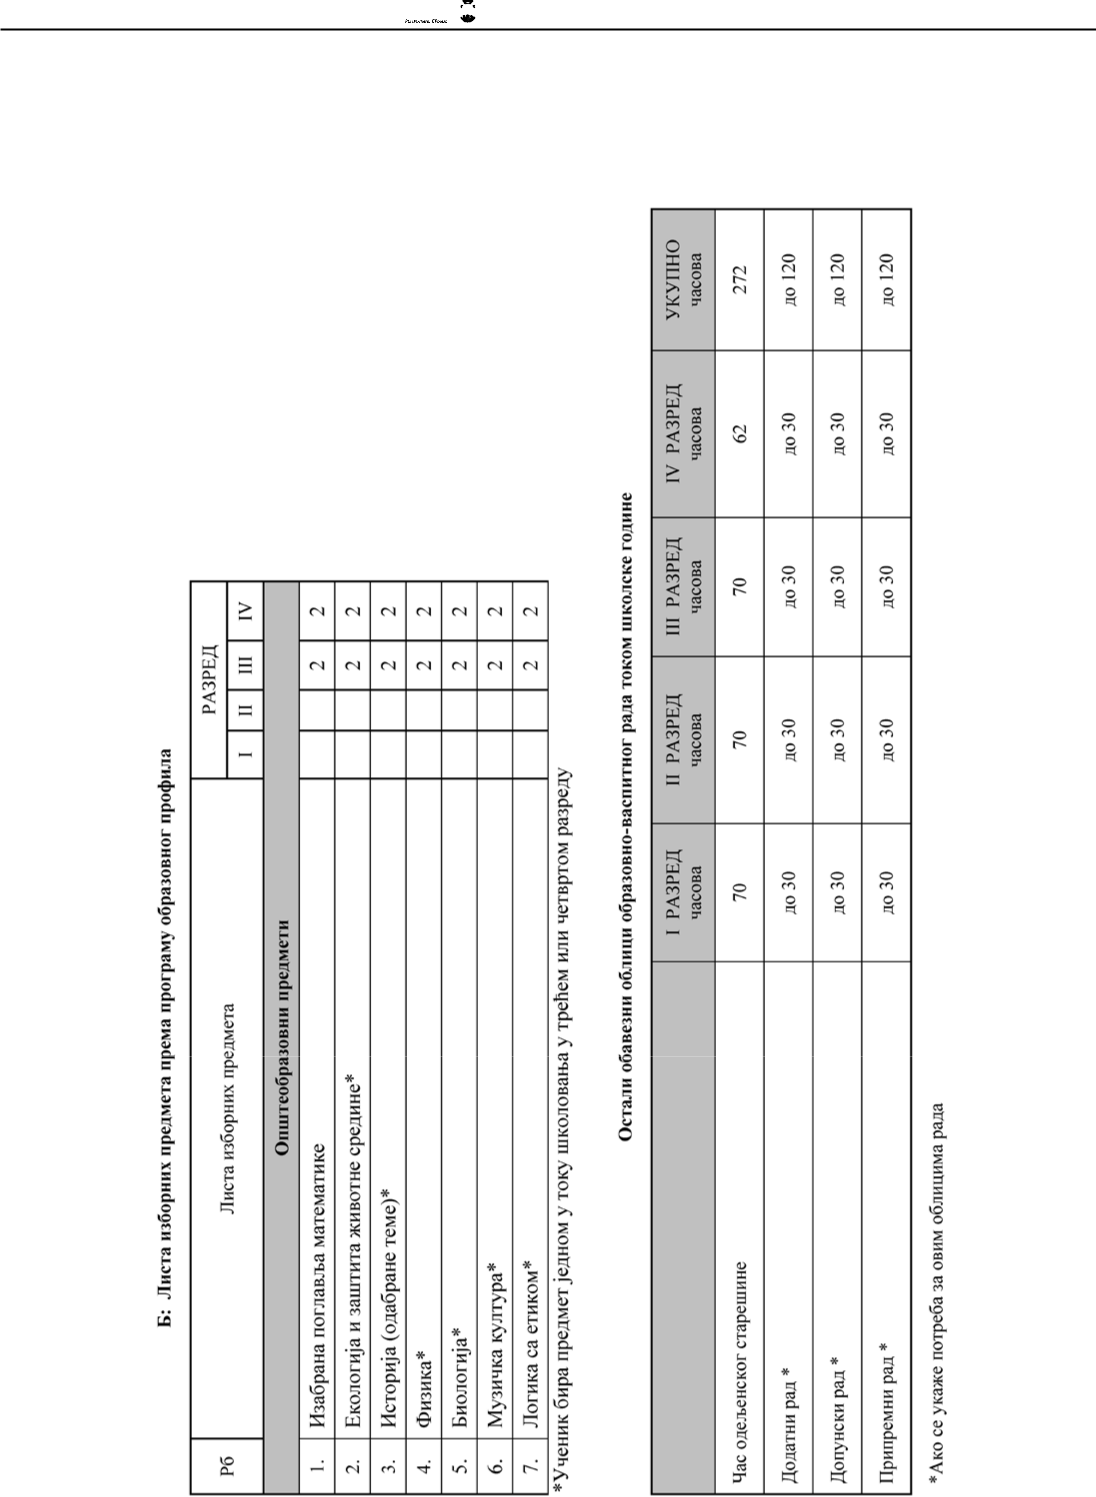 Б: Листа изборних предмета према програму образовног профила
Рб Листа изборних предмета РАЗРЕД
I II III IV
Општеобразовни предмети
1. Изабрана поглавља математике 2 2
2. Екологија и заштита животне средине* 2 2
3. Историја (одабране теме)* 2 2
4. Физика* 2 2
5. Биологија* 2 2
6. Музичка култура* 2 2
7. Логика са етиком* 2 2
*Ученик бира предмет једном у току школовања у трећем или четвртом разреду
Остали обавезни облици образовно-васпитног рада током школске године
I РАЗРЕД II РАЗРЕД III РАЗРЕД IV РАЗРЕД УКУПНО
часова часова часова часова часова
Час одељенског старешине 70 70 70 62 272
Додатни рад * до 30 до 30 до 30 до 30 до 120
Допунски рад * до 30 до 30 до 30 до 30 до 120
Припремни рад * до 30 до 30 до 30 до 30 до 120
*Ако се укаже потреба за овим облицима рада